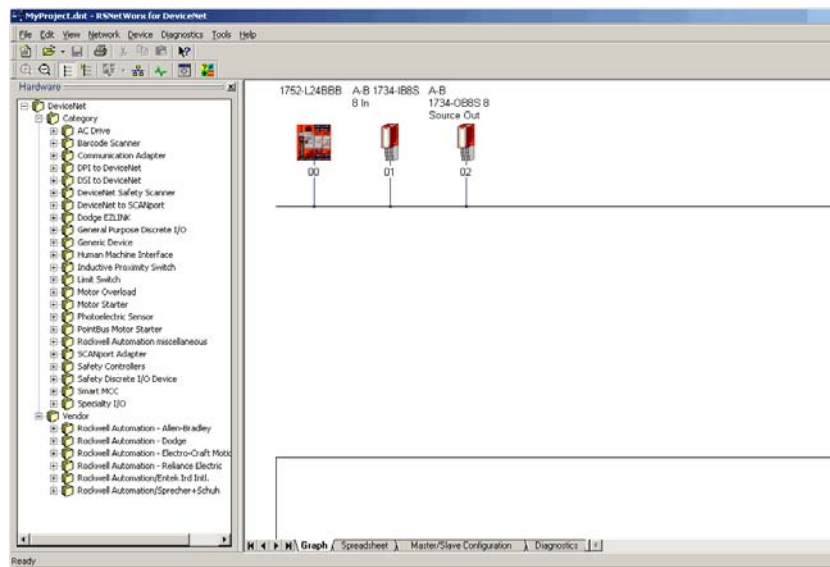 MyProject.dnt - RSNetWorx for DeviceNet
File Edit View Network Device Diagnostics Tools Help
Hardware
DeviceNet
Category
AC Drive
Barcode Scanner
Communication Adapter
DPI to DeviceNet
DSI to DeviceNet
DeviceNet Safety Scanner
DeviceNet to SCANport
Dodge EZLINK
General Purpose Discrete I/O
Generic Device
Human Machine Interface
Inductive Proximity Switch
Limit Switch
Motor Overload
Motor Starter
Photoelectric Sensor
PointBus Motor Starter
Rockwell Automation miscellaneous
SCANport Adapter
Safety Controllers
Safety Discrete I/O Device
Smart MCC
Specialty I/O
Vendor
Rockwell Automation - Allen-Bradley
Rockwell Automation - Dodge
Rockwell Automation - Electro-Craft Motic
Rockwell Automation - Reliance Electric
Rockwell Automation/Entek Ird Intl.
Rockwell Automation/Sprecher+Schuh
1752-L24BBB
00
A-B 1734-IB8S
8 In
01
A-B
1734-OB8S 8
Source Out
02
Graph Spreadsheet Master/Slave Configuration Diagnostics
Ready